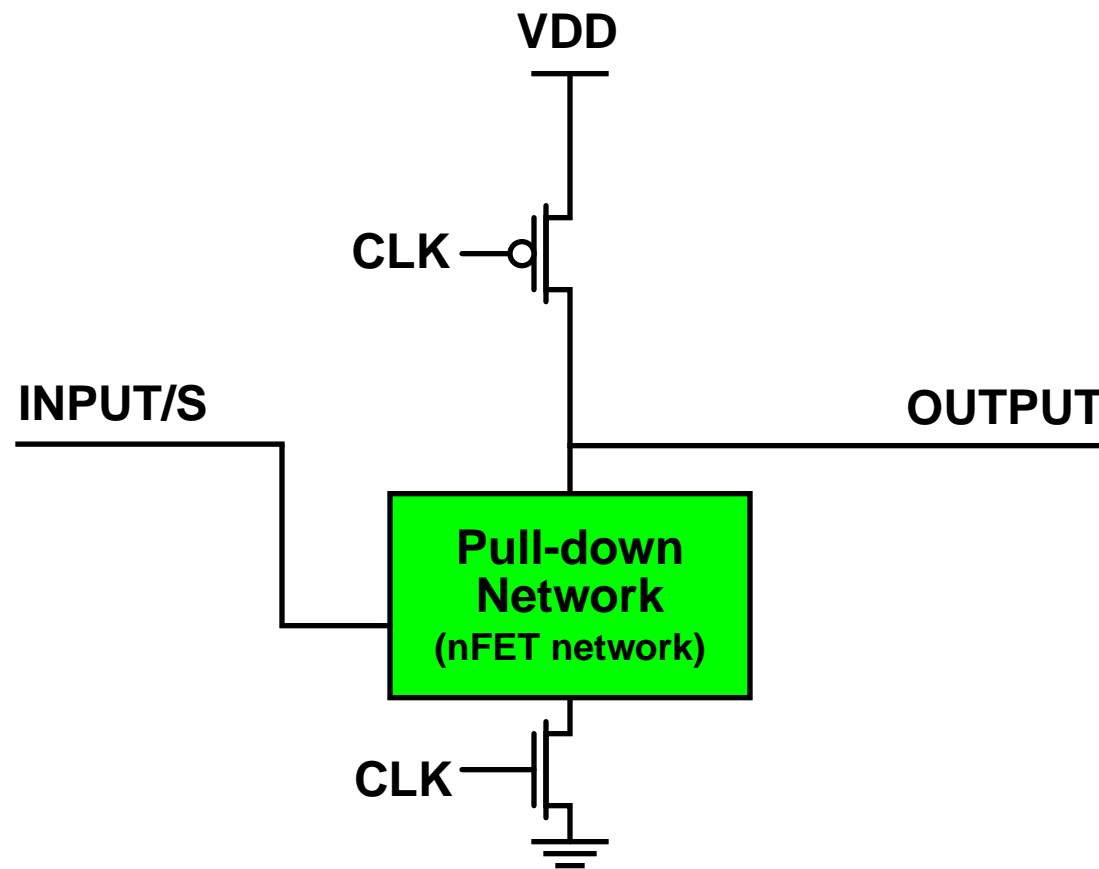 VDD
CLK
INPUT/S
OUTPUT
Pull-down
Network
(nFET network)
CLK